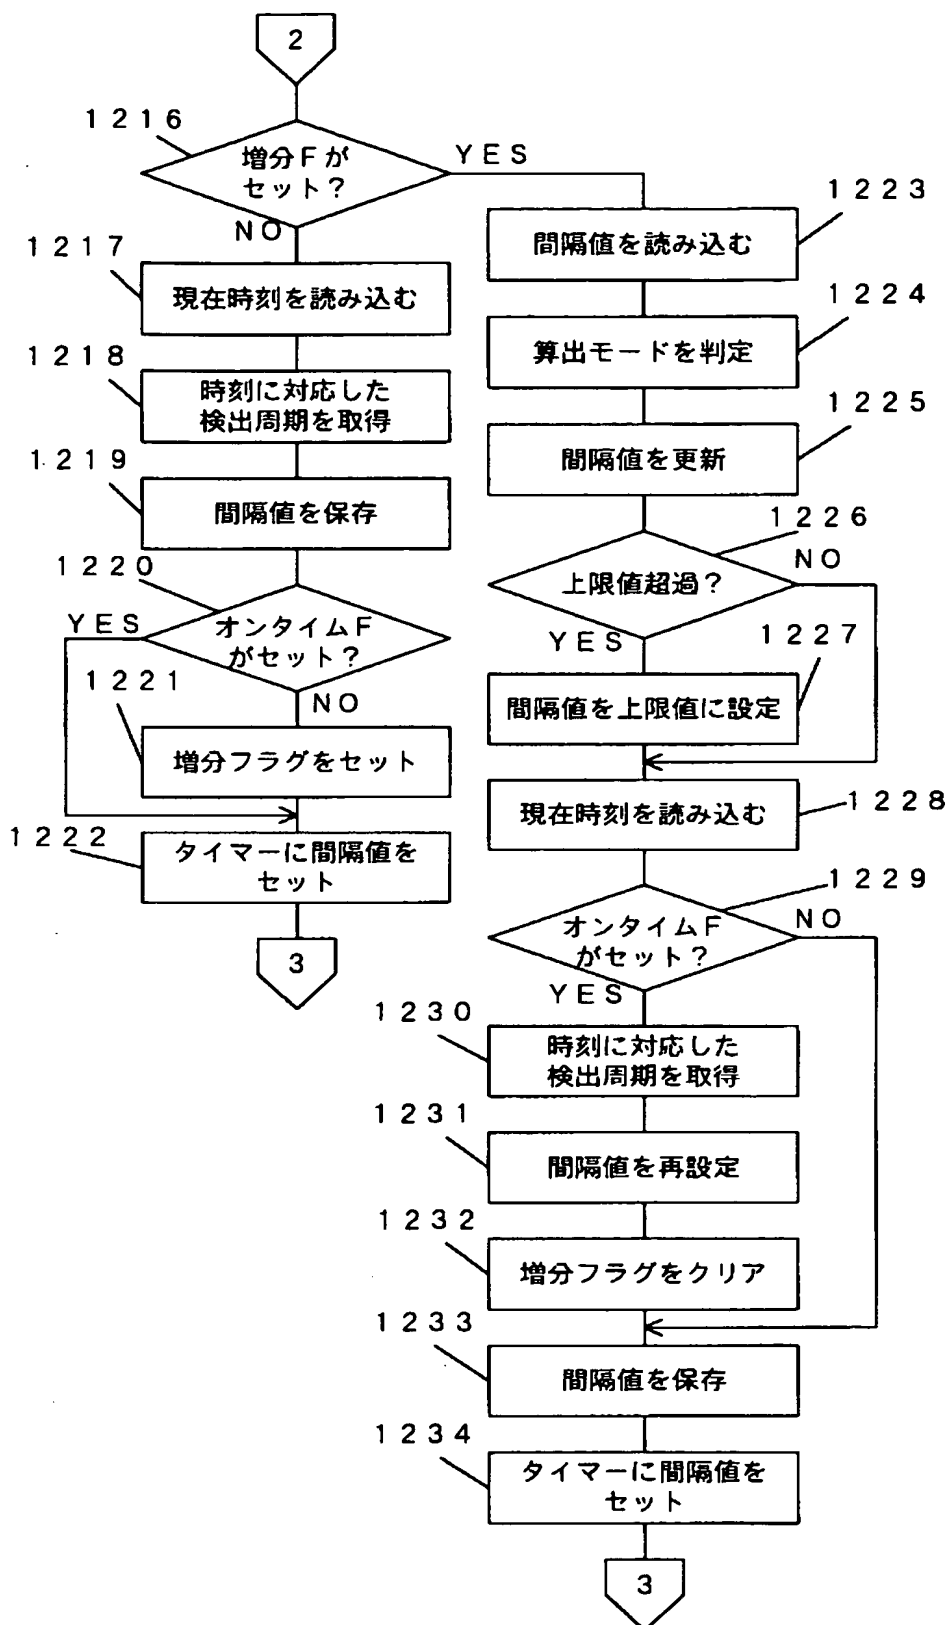 2
1216
増分Fが
セット?
YES
NO
1217
現在時刻を読み込む
1218
時刻に対応した
検出周期を取得
1219
間隔値を保存
1220
YES
オンタイムF
がセット?
1221
NO
増分フラグをセット
1222
タイマーに間隔値を
セット
3
1223
間隔値を読み込む
1224
算出モードを判定
1225
間隔値を更新
1226
NO
上限値超過?
YES
1227
間隔値を上限値に設定
現在時刻を読み込む
1228
1229
オンタイムF
がセット?
NO
YES
1230
時刻に対応した
検出周期を取得
1231
間隔値を再設定
1232
増分フラグをクリア
1233
間隔値を保存
1234
タイマーに間隔値を
セット
3